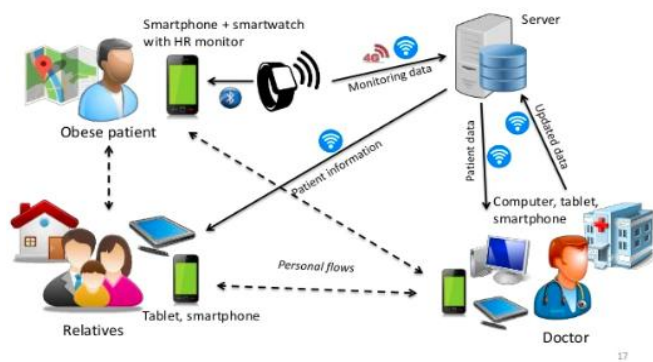 Smartphone + smartwatch
with HR monitor
Server
4G
Monitoring data
Obese patient
Patient information
Patient data
Updated data
Computer, tablet,
smartphone
Personal flows
Tablet, smartphone
Relatives
Doctor
17